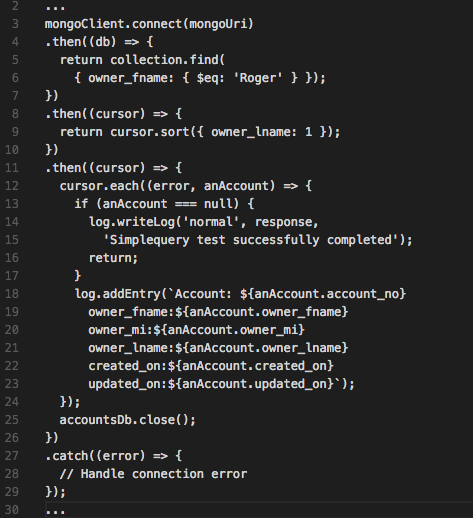 2 ...
3 mongoClient.connect(mongoUri)
4 .then((db) => {
5   return collection.find(
6     { owner_fname: { $eq: 'Roger' } });
7 })
8 .then((cursor) => {
9   return cursor.sort({ owner_lname: 1 });
10 })
11 .then((cursor) => {
12   cursor.each((error, anAccount) => {
13     if (anAccount === null) {
14       log.writeLog('normal', response,
15         'Simplequery test successfully completed');
16       return;
17     }
18     log.addEntry(`Account: ${anAccount.account_no}
19       owner_fname:${anAccount.owner_fname}
20       owner_mi:${anAccount.owner_mi}
21       owner_lname:${anAccount.owner_lname}
22       created_on:${anAccount.created_on}
23       updated_on:${anAccount.updated_on}`);
24   });
25   accountsDb.close();
26 })
27 .catch((error) => {
28   // Handle connection error
29 });
30 ...